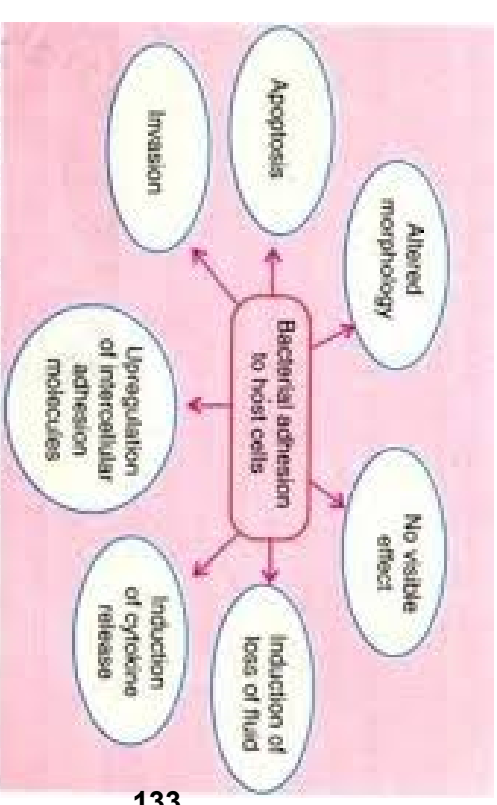 Altered
morphology
No visible
effect
Apoptosis
Bacterial adhesion
to host cells
Induction of
loss of fluid
Invasion
Upregulation
of intercellular
adhesion
molecules
Induction
of cytokine
release
133